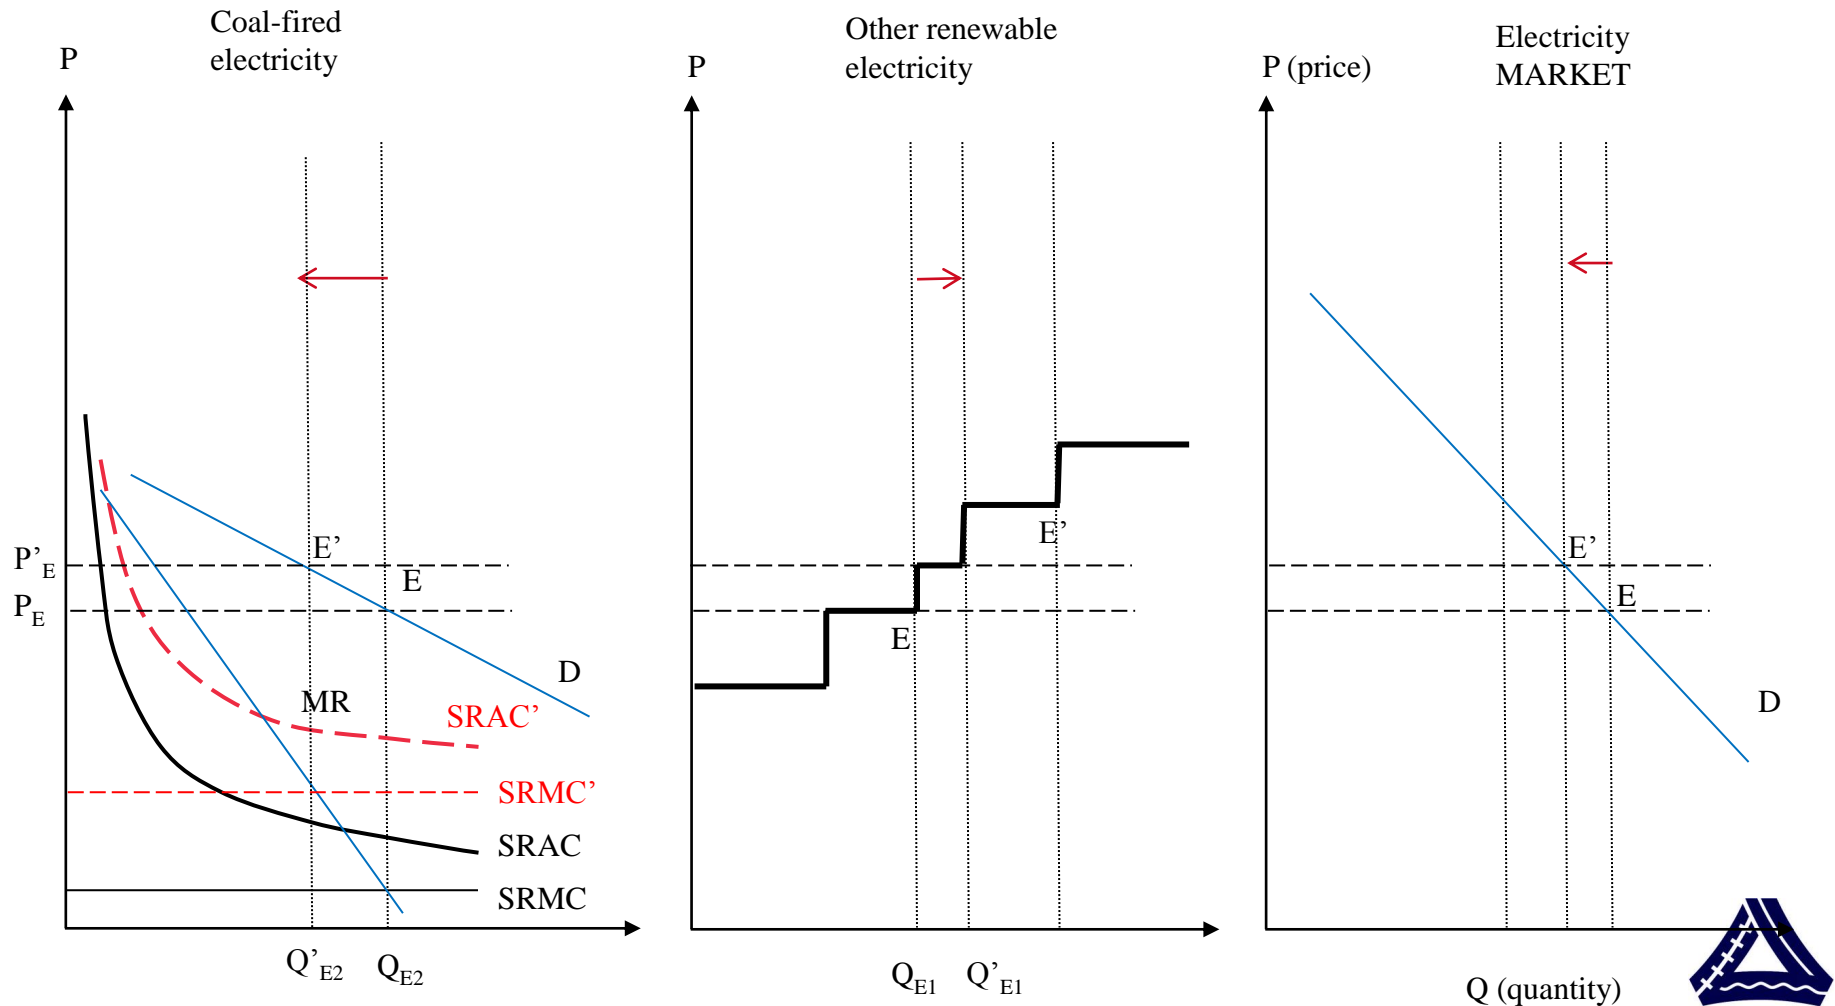 Coal-fired
electricity
P
P'E
PE
E'
E
D
MR
SRAC'
SRMC'
SRAC
SRMC
Q'E2
QE2
Other renewable
electricity
P
E'
E
QE1
Q'E1
Electricity
MARKET
P (price)
E'
E
D
Q (quantity)